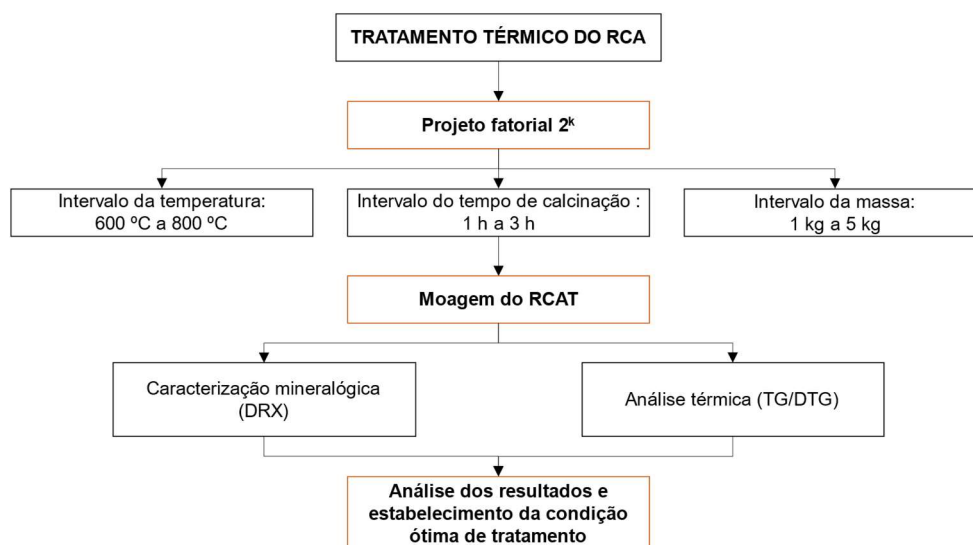 TRATAMENTO TÉRMICO DO RCA
Projeto fatorial 2ᵏ
Intervalo da temperatura:
600 ºC a 800 ºC
Intervalo do tempo de calcinação :
1 h a 3 h
Intervalo da massa:
1 kg a 5 kg
Moagem do RCAT
Caracterização mineralógica
(DRX)
Análise térmica (TG/DTG)
Análise dos resultados e
estabelecimento da condição
ótima de tratamento